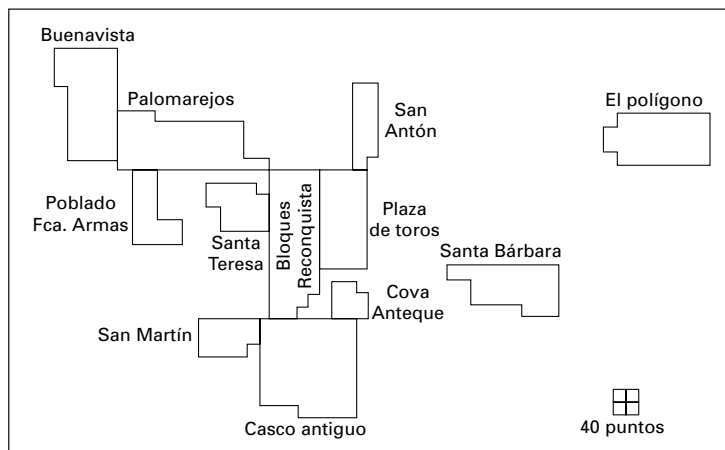 Buenavista
Palomarejos
San
Antón
El polígono
Poblado
Fca. Armas
Santa
Teresa
Bloques
Reconquista
Plaza
de toros
Santa Bárbara
Cova
Anteque
San Martín
Casco antiguo
40 puntos